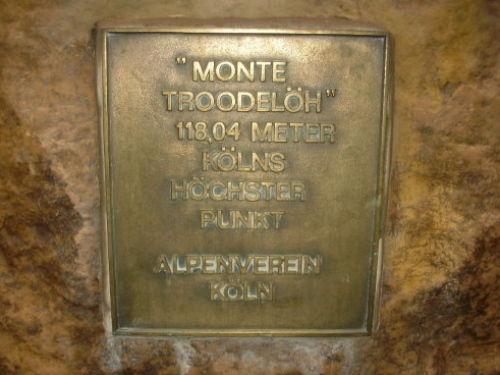 "MONTE
TROODELÖH"
118,04 METER
KÖLNS
HÖCHSTER
PUNKT
ALPENVEREIN
KÖLN